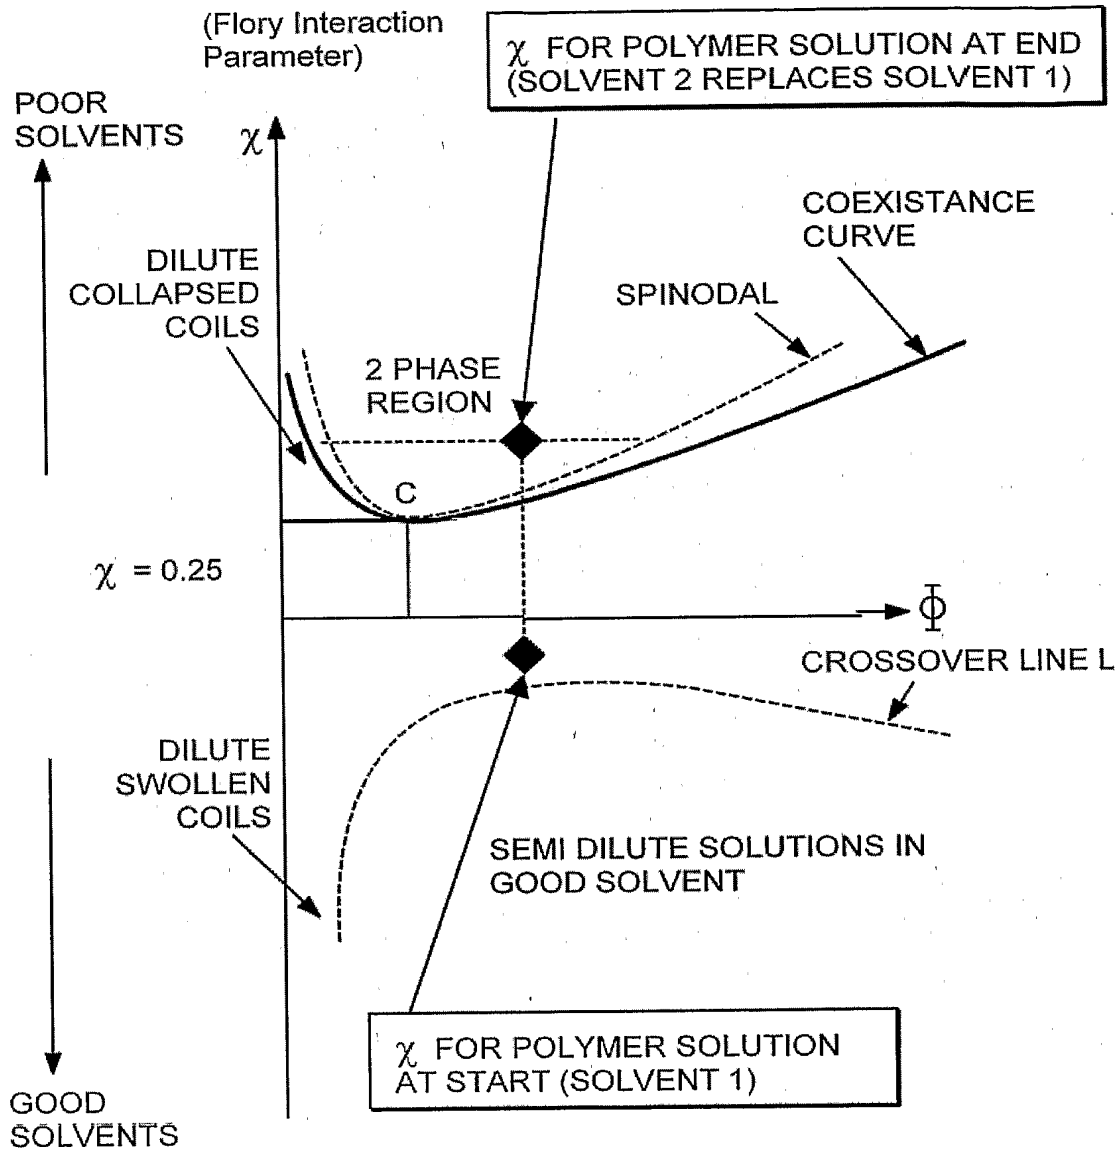 (Flory Interaction
Parameter)
χ FOR POLYMER SOLUTION AT END
(SOLVENT 2 REPLACES SOLVENT 1)
POOR
SOLVENTS
χ
COEXISTANCE
CURVE
DILUTE
COLLAPSED
COILS
SPINODAL
2 PHASE
REGION
C
χ = 0.25
Φ
CROSSOVER LINE L
DILUTE
SWOLLEN
COILS
SEMI DILUTE SOLUTIONS IN
GOOD SOLVENT
χ FOR POLYMER SOLUTION
AT START (SOLVENT 1)
GOOD
SOLVENTS